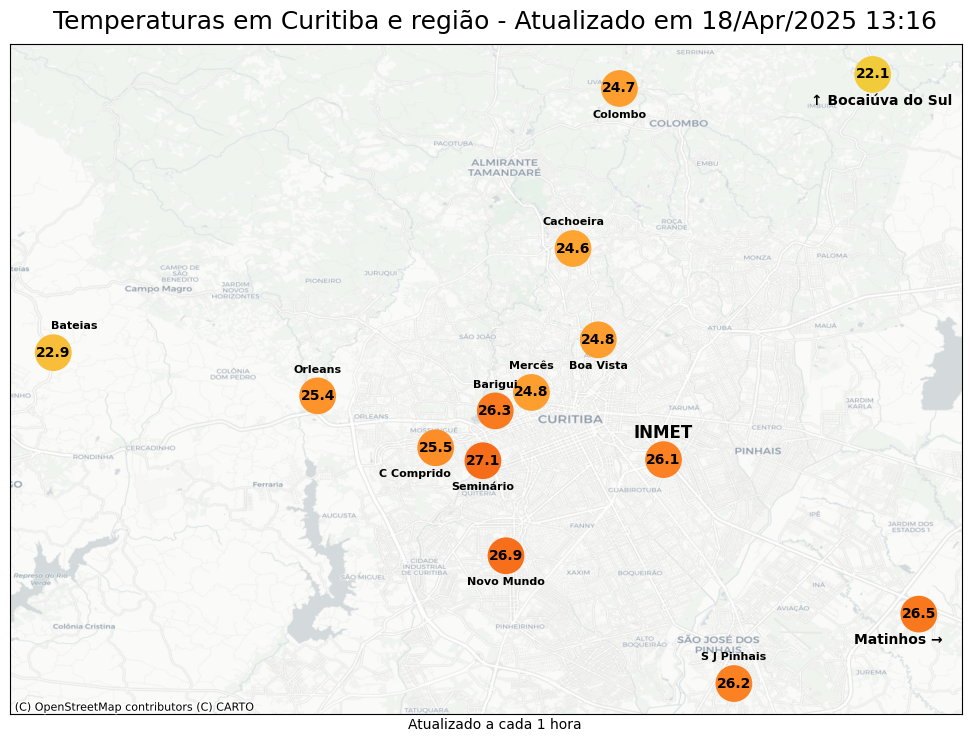 Temperaturas em Curitiba e região - Atualizado em 18/Apr/2025 13:16
SERRINHA
22.1
24.7
↑ Bocaiúva do Sul
Colombo
COLOMBO
PACOTUBA
ALMIRANTE
TAMANDARÉ
EMBU
Cachoeira
ROÇA
GRANDE
24.6
MONZA
PALOMA
CAMPO DE
SÃO
BENEDITO
JURUQUI
PIONEIRO
Campo Magro
JARDIM
NOVOS
HORIZONTES
Bateias
22.9
ATUBA
MAUÁ
SÃO JOÃO
24.8
Boa Vista
Mercês
24.8
Orleans
25.4
COLÔNIA
DOM PEDRO
Barigui
26.3
ORLEANS
CURITIBA
TARUMÃ
JARDIM
KARLA
CENTRO
INMET
26.1
PINHAIS
25.5
C Comprido
27.1
Seminário
CERCADINHO
RONDINHA
Ferraria
GUABIROTUBA
AUGUSTA
FANNY
IPÊ
JARDIM DOS
ESTADOS 1
26.9
Novo Mundo
CIDADE
INDUSTRIAL
DE CURITIBA
SÃO MIGUEL
XAXIM
BOQUEIRÃO
INÁ
Represa do Rio
Verde
AVIAÇÃO
26.5
Matinhos →
Colônia Cristina
PINHEIRINHO
ALTO
BOQUEIRÃO
SÃO JOSÉ DOS
PINHAIS
S J Pinhais
26.2
JUREMA
TATUQUARA
(C) OpenStreetMap contributors (C) CARTO
Atualizado a cada 1 hora